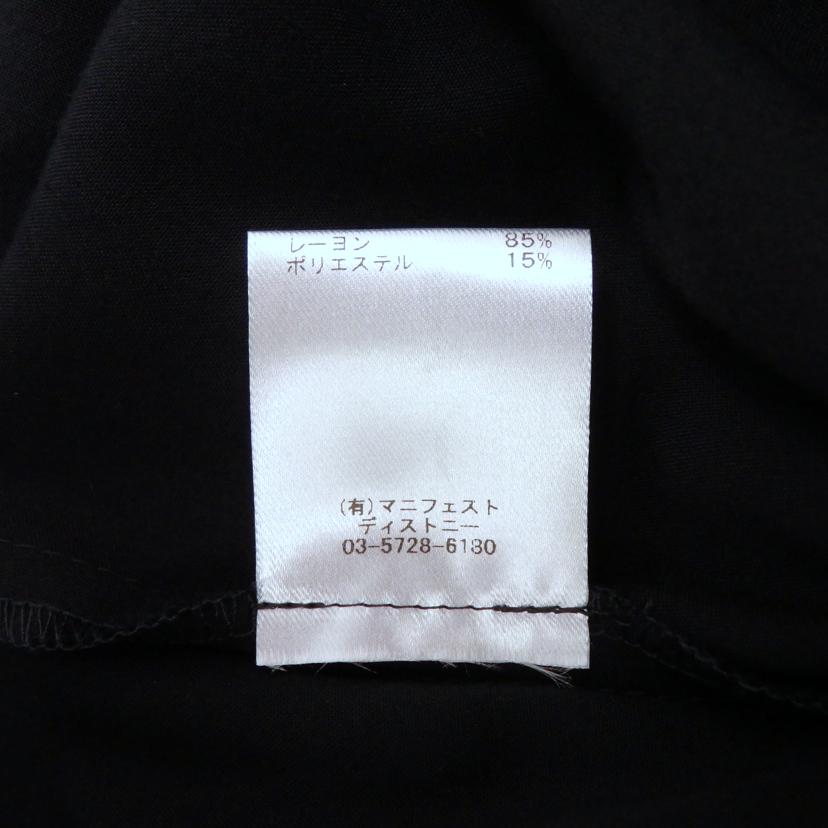 レーヨン 85%
ポリエステル 15%
(有)マニフェスト
ディストニー
03-5728-6130